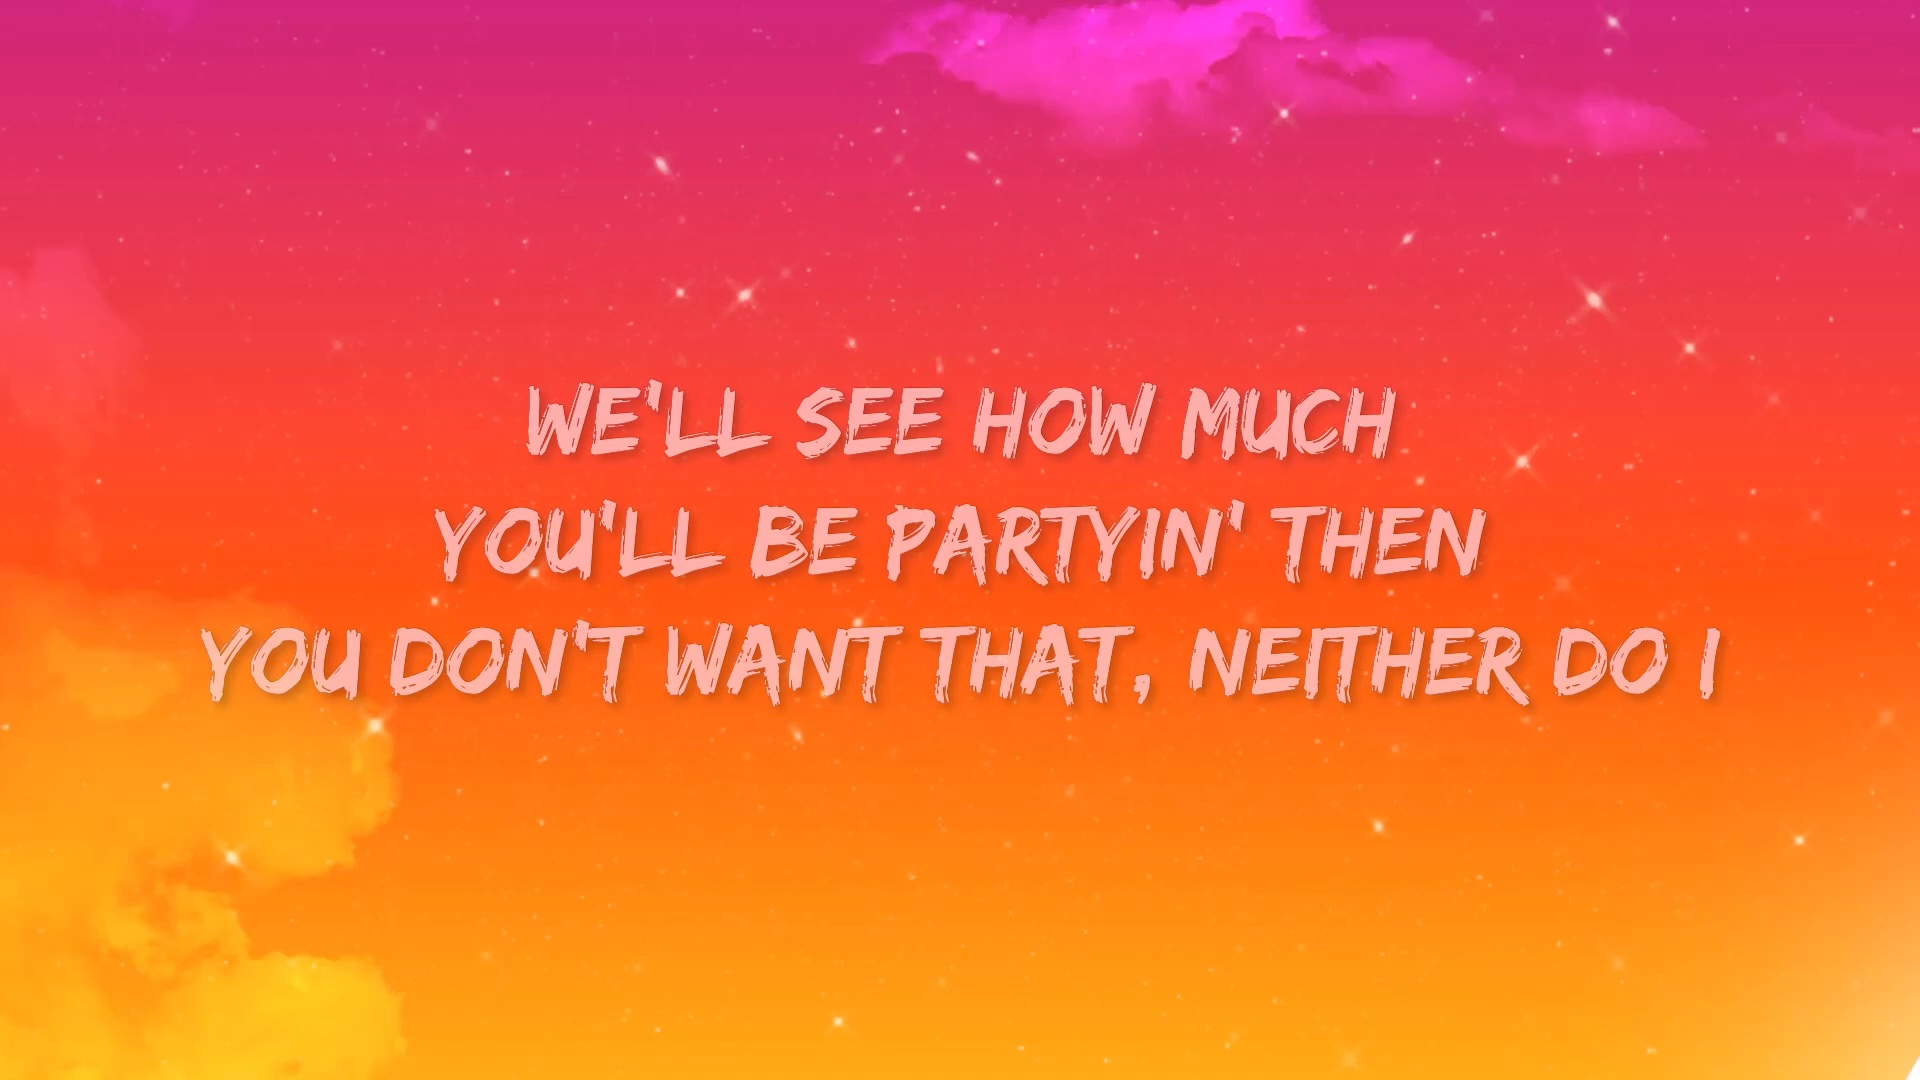 WE'LL SEE HOW MUCH
YOU'LL BE PARTYIN' THEN
YOU DON'T WANT THAT, NEITHER DO I